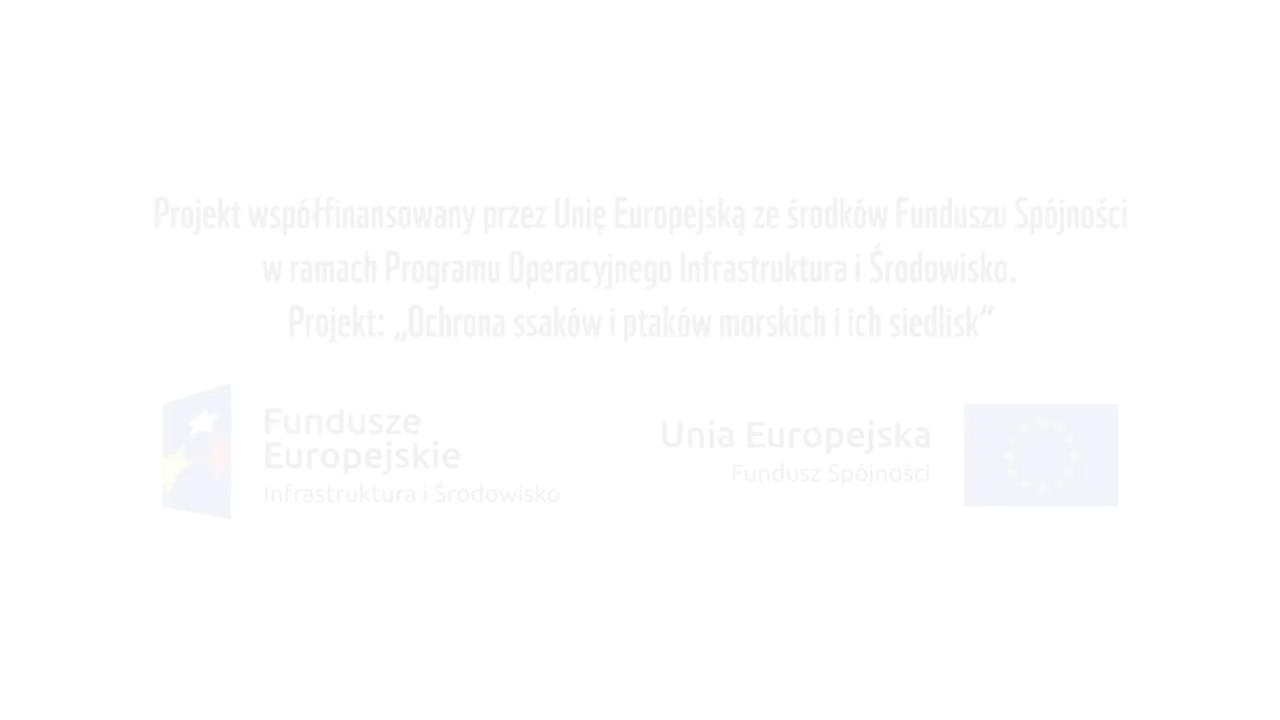 Projekt współfinansowany przez Unię Europejską ze środków Funduszu Spójności
w ramach Programu Operacyjnego Infrastruktura i Środowisko.
Projekt: „Ochrona ssaków i ptaków morskich i ich siedlisk”
Fundusze
Europejskie
Infrastruktura i Środowisko
Unia Europejska
Fundusz Spójności